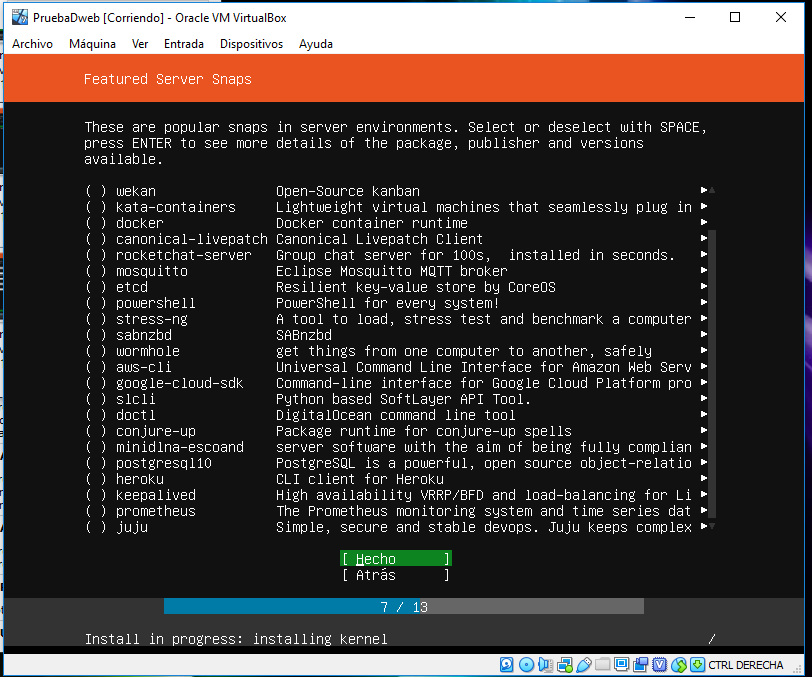 PruebaDweb [Corriendo] - Oracle VM VirtualBox
Archivo Máquina Ver Entrada Dispositivos Ayuda
Featured Server Snaps
These are popular snaps in server environments. Select or deselect with SPACE,
press ENTER to see more details of the package, publisher and versions
available.
( ) wekan Open-Source kanban
( ) kata-containers Lightweight virtual machines that seamlessly plug in
( ) docker Docker container runtime
( ) canonical-livepatch Canonical Livepatch Client
( ) rocketchat-server Group chat server for 100s, installed in seconds.
( ) mosquitto Eclipse Mosquitto MQTT broker
( ) etcd Resilient key-value store by CoreOS
( ) powershell PowerShell for every system!
( ) stress-ng A tool to load, stress test and benchmark a computer
( ) sabnzbd SABnzbd
( ) wormhole get things from one computer to another, safely
( ) aws-cli Universal Command Line Interface for Amazon Web Serv
( ) google-cloud-sdk Command-line interface for Google Cloud Platform pro
( ) slcli Python based SoftLayer API Tool.
( ) doctl DigitalOcean command line tool
( ) conjure-up Package runtime for conjure-up spells
( ) minidlna-escoand server software with the aim of being fully complian
( ) postgresql10 PostgreSQL is a powerful, open source object-relatio
( ) heroku CLI client for Heroku
( ) keepalived High availability VRRP/BFD and load-balancing for Li
( ) prometheus The Prometheus monitoring system and time series dat
( ) juju Simple, secure and stable devops. Juju keeps complex
[ Hecho ]
[ Atrás ]
7 / 13
Install in progress: installing kernel /
CTRL DERECHA